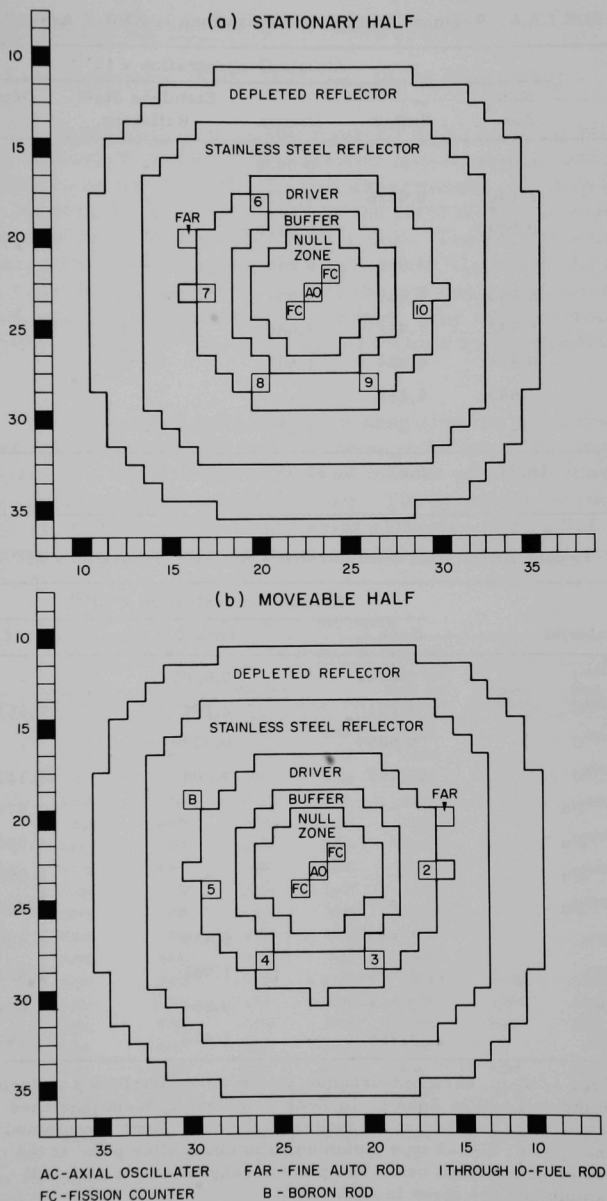 (a) STATIONARY HALF
10
DEPLETED REFLECTOR
15
STAINLESS STEEL REFLECTOR
6 DRIVER
FAR BUFFER
20
NULL
ZONE
FC
7 AO
FC 10
25
8 9
30
35
10 15 20 25 30 35
(b) MOVEABLE HALF
10
DEPLETED REFLECTOR
15
STAINLESS STEEL REFLECTOR
DRIVER
B BUFFER FAR
20
NULL
ZONE
FC
AO 2
5 FC
25
4 3
30
35
35 30 25 20 15 10
AC-AXIAL OSCILLATER FAR-FINE AUTO ROD 1 THROUGH 10-FUEL ROD
FC-FISSION COUNTER B - BORON ROD